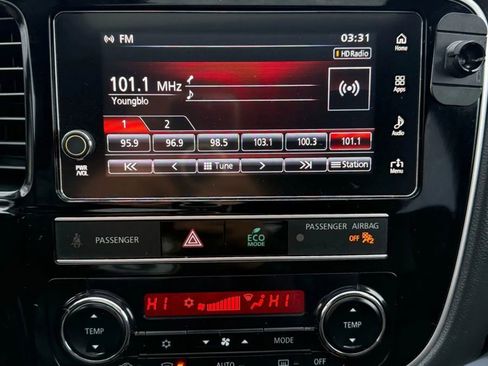 FM 03:31
HD Radio
Home
101.1 MHz
Youngblo
Apps
1 2
95.9 96.9 98.5 103.1 100.3 101.1
Audio
PWR
/VOL
Tune Station
Menu
PASSENGER ECO MODE PASSENGER AIRBAG
OFF
HI HI
TEMP MODE TEMP
AUTO